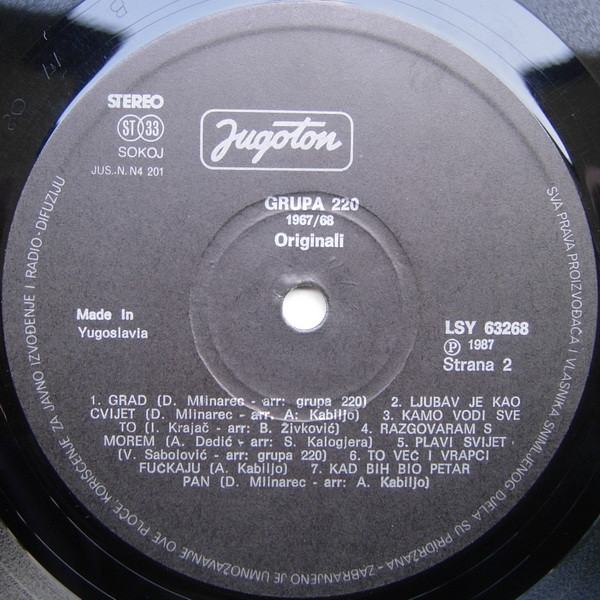 STEREO
ST 33
SOKOJ
JUS.N. N4 201
Jugoton
GRUPA 220
1967/68
Originali
Made In
Yugoslavia
LSY 63268
Ⓟ 1987
Strana 2
1. GRAD (D. Mlinarec - arr: grupa 220) 2. LJUBAV JE KAO
CVIJET (D. Mlinarec - arr. A. Kabiljo) 3. KAMO VODI SVE
TO (I. Krajač - arr: B. Živković) 4. RAZGOVARAM S
MOREM (A. Dedić - arr: S. Kalogjera) 5. PLAVI SVIJET
(V. Sabolović - arr: grupa 220) 6. TO VEĆ I VRAPCI
FUĆKAJU (A. Kabiljo) 7. KAD BIH BIO PETAR
PAN (D. Mlinarec - arr: A. Kabiljo)
SVA PRAVA PROIZVOĐAČA I VLASNIKA SNIMLJENOG DJELA SU PRIDRŽANA - ZABRANJENO JE UMNOŽAVANJE OVE PLOČE, KORIŠĆENJE ZA JAVNO IZVOĐENJE I RADIO-DIFUZIJU